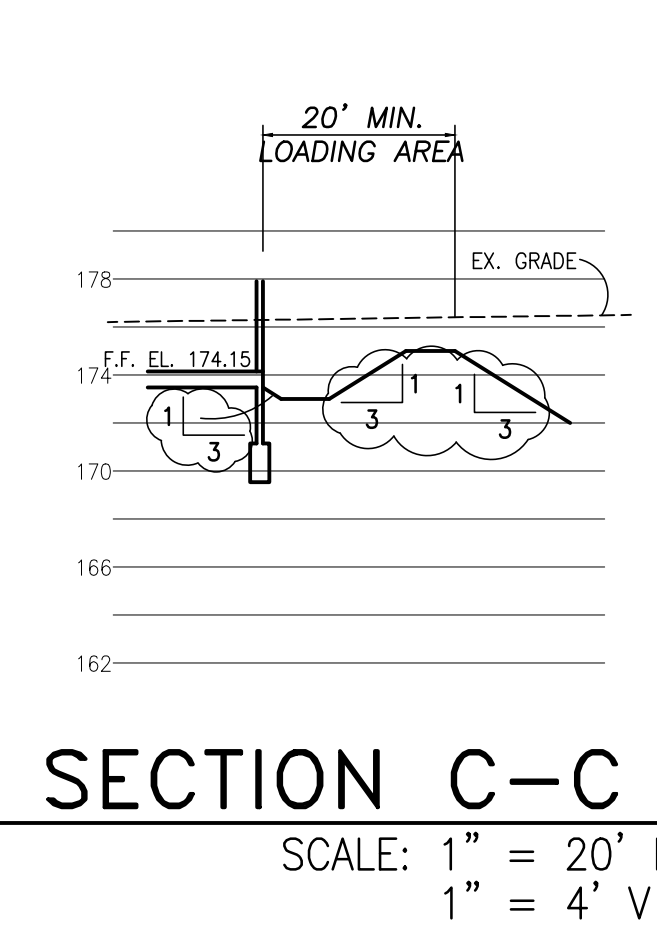 20' MIN.
LOADING AREA
EX. GRADE
178
F.F. EL. 174.15
174
1
3
1
3
1
3
170
166
162
SECTION C-C
SCALE: 1" = 20'
1" = 4' V